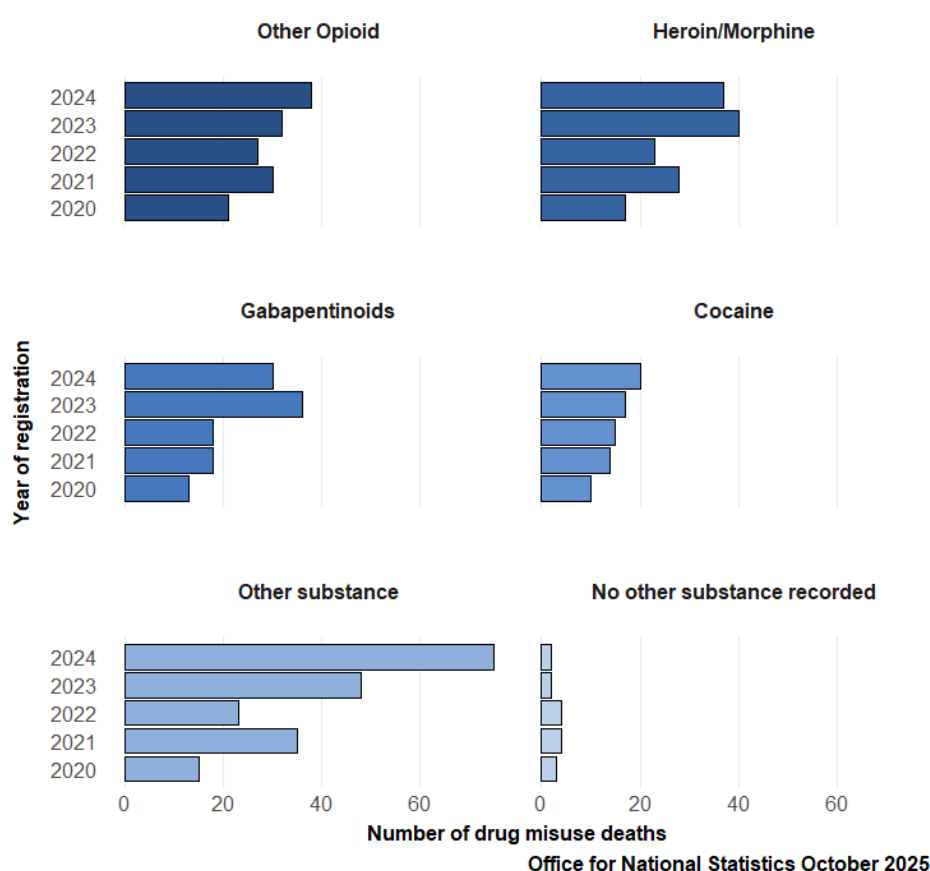 Other Opioid
Heroin/Morphine
2024
2023
2022
2021
2020
Gabapentinoids
Cocaine
Year of registration
2024
2023
2022
2021
2020
Other substance
No other substance recorded
2024
2023
2022
2021
2020
0 20 40 60
0 20 40 60
Number of drug misuse deaths
Office for National Statistics October 2025